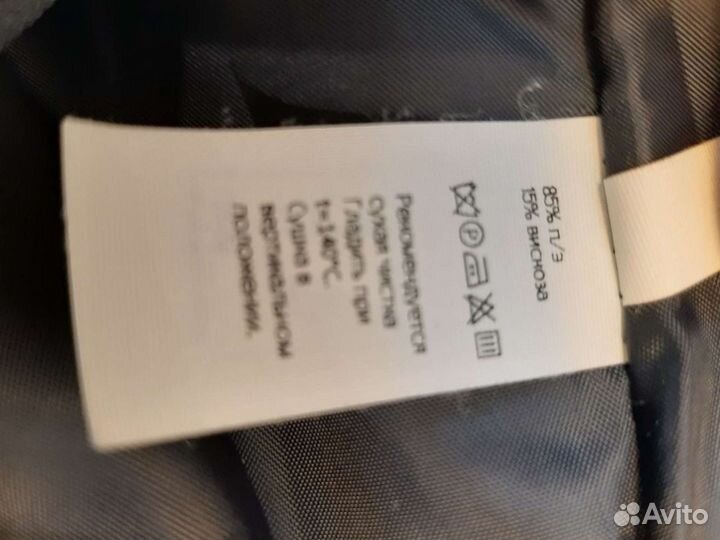 85% п/э
15% вискоза
P
Рекомендуется
сухая чистка
Гладить при
t=140°C.
Сушка в
вертикальном
положении.
Avito